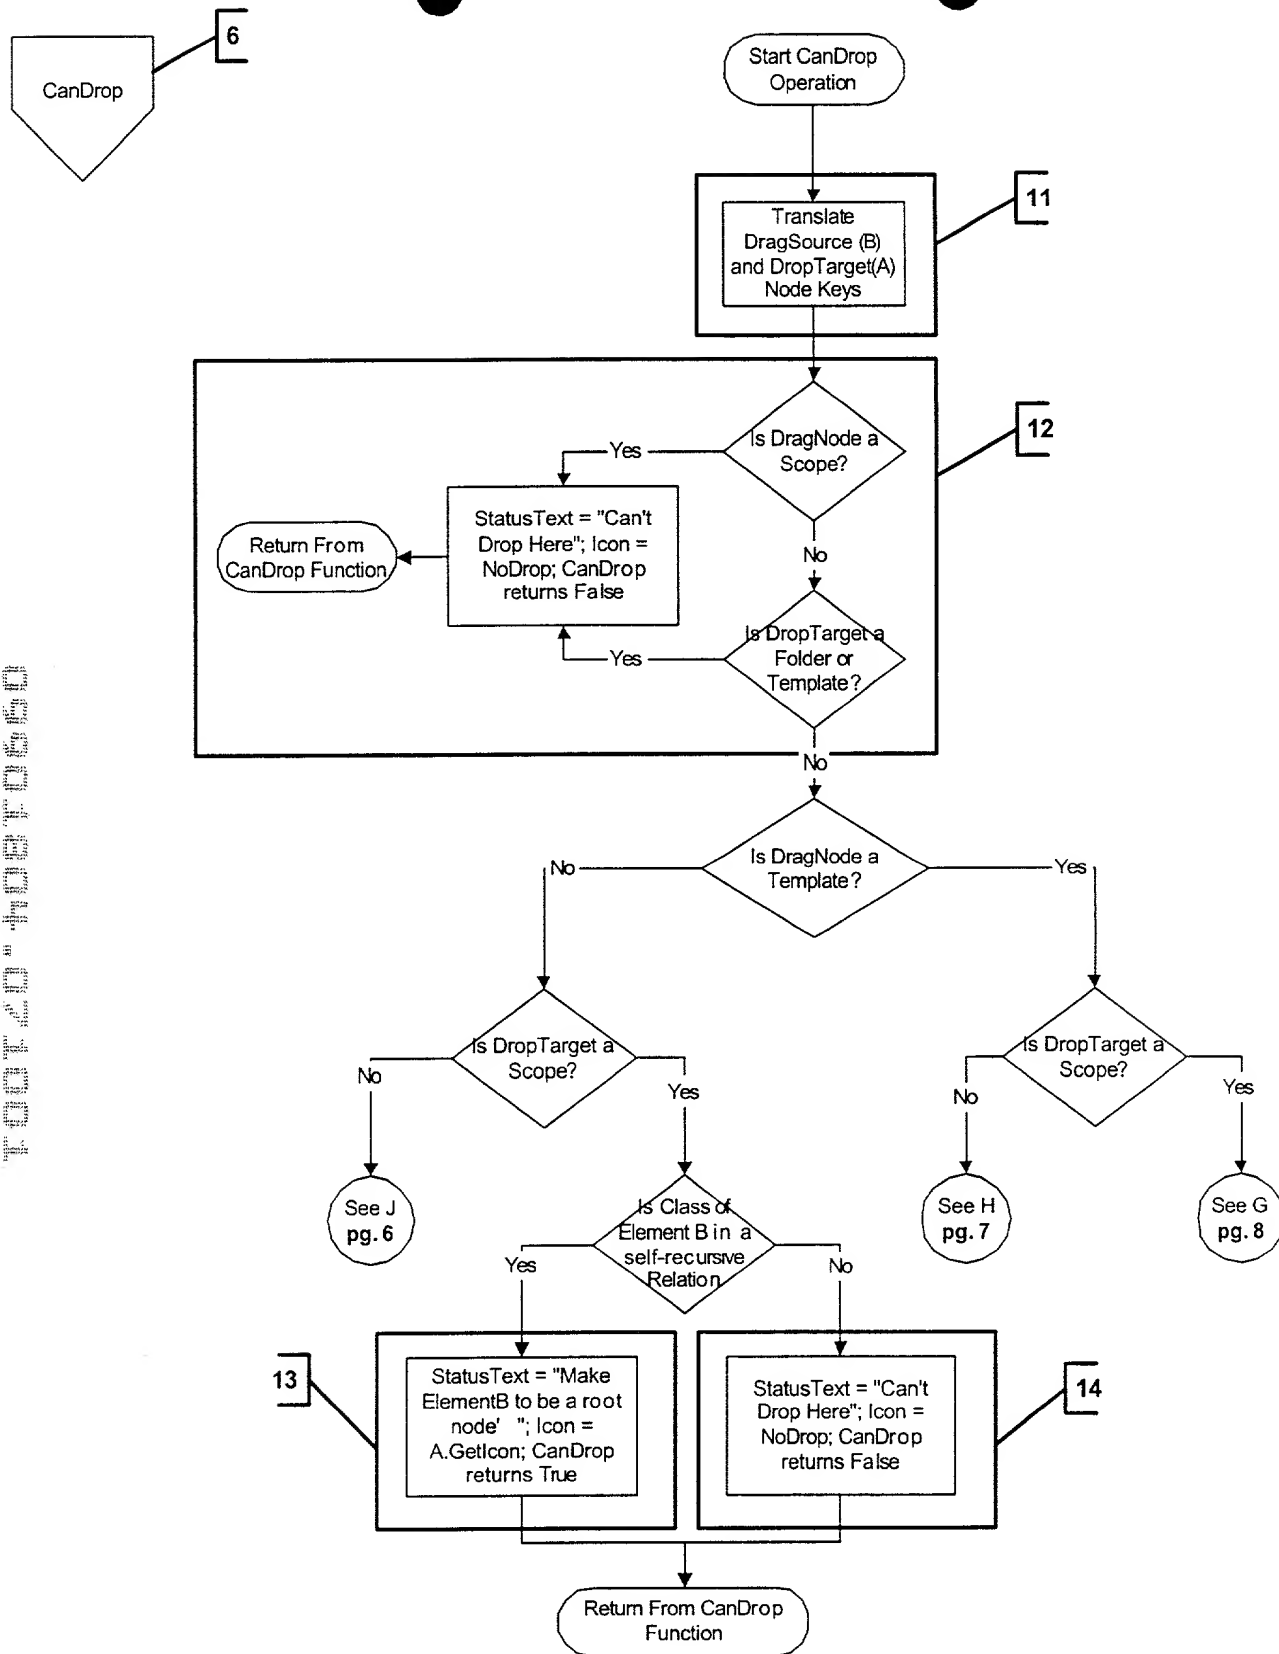 6
CanDrop
Start CanDrop
Operation
11
Translate
DragSource (B)
and DropTarget(A)
Node Keys
12
Is DragNode a
Scope?
Yes
No
StatusText = "Can't
Drop Here"; Icon =
NoDrop; CanDrop
returns False
Return From
CanDrop Function
Is DropTarget a
Folder or
Template?
Yes
No
Is DragNode a
Template?
No
Yes
Is DropTarget a
Scope?
No
Yes
Is DropTarget a
Scope?
No
Yes
See J
pg. 6
See H
pg. 7
See G
pg. 8
Is Class of
Element B in a
self-recursive
Relation
Yes
No
13
StatusText = "Make
ElementB to be a root
node' "; Icon =
A.GetIcon; CanDrop
returns True
14
StatusText = "Can't
Drop Here"; Icon =
NoDrop; CanDrop
returns False
Return From CanDrop
Function